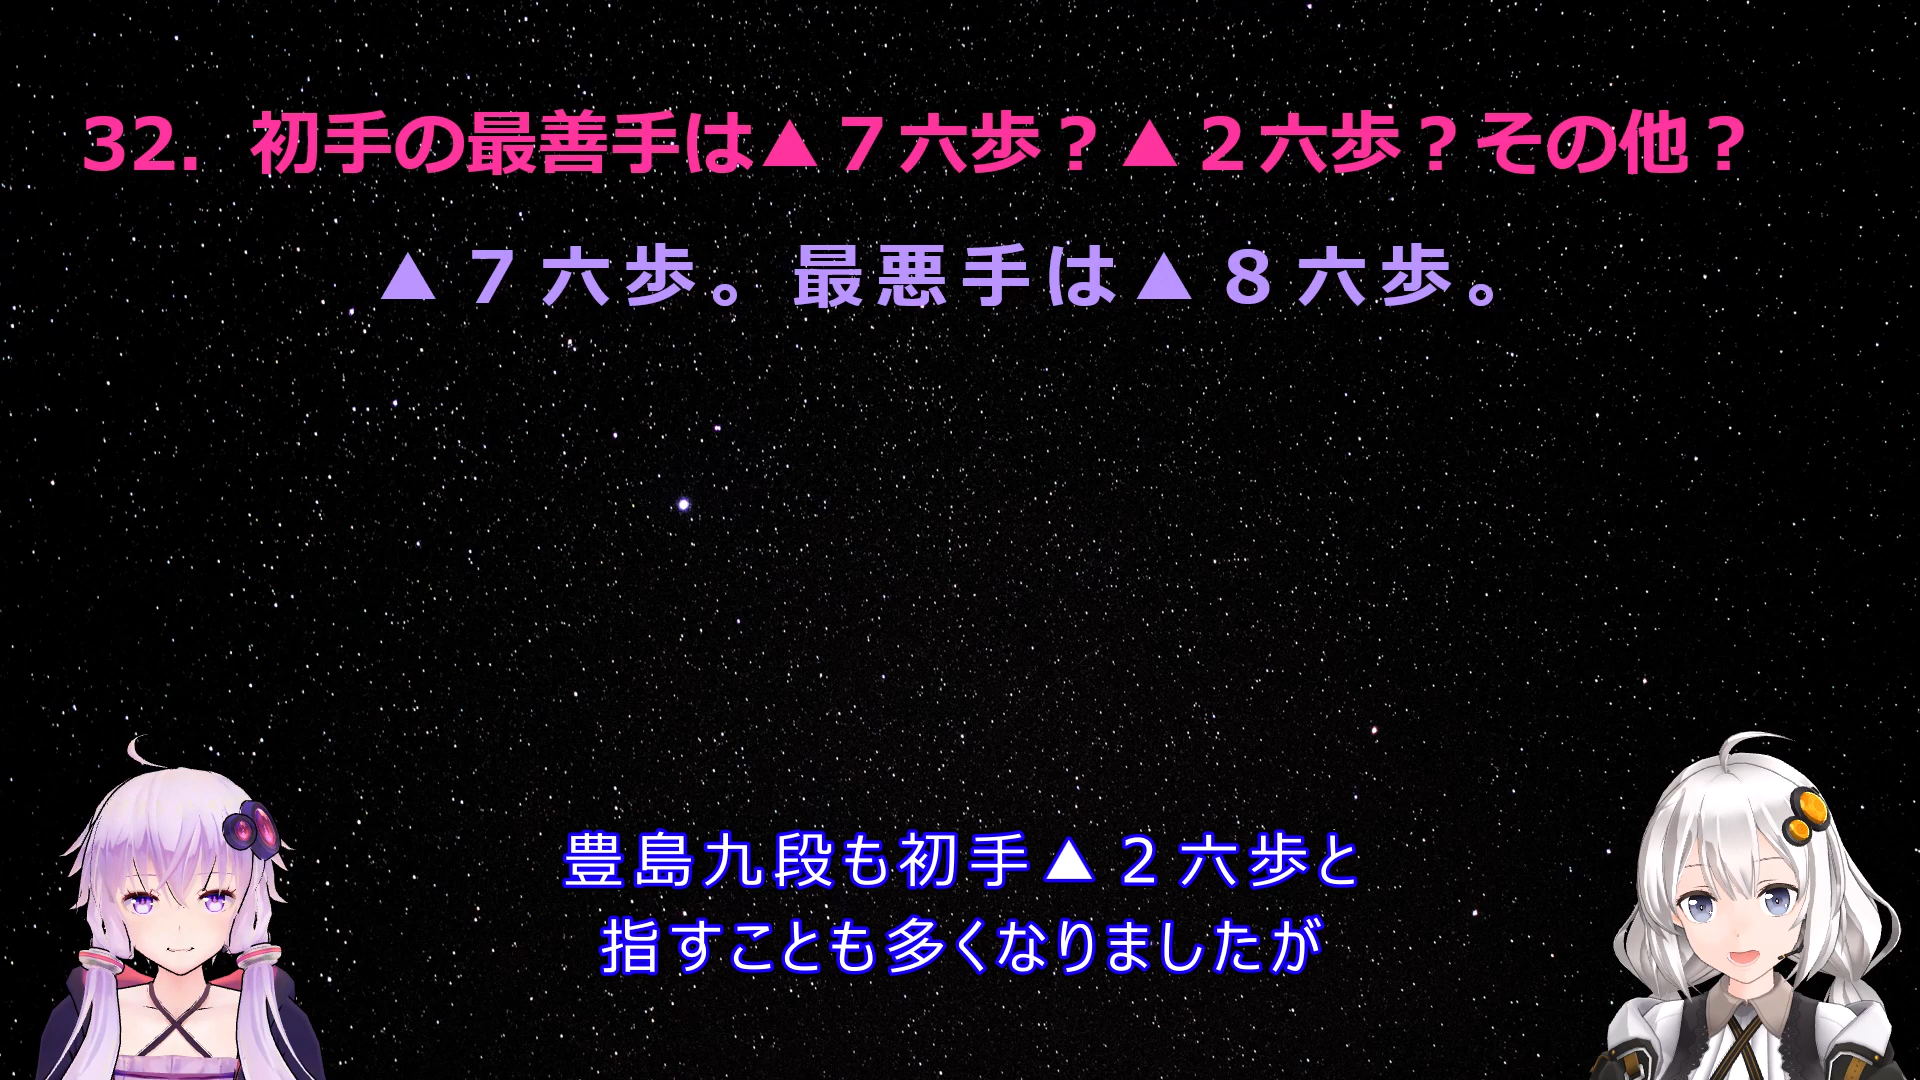 32. 初手の最善手は▲７六歩？▲２六歩？その他？
▲７六歩。最悪手は▲８六歩。
豊島九段も初手▲２六歩と
指すことも多くなりましたが